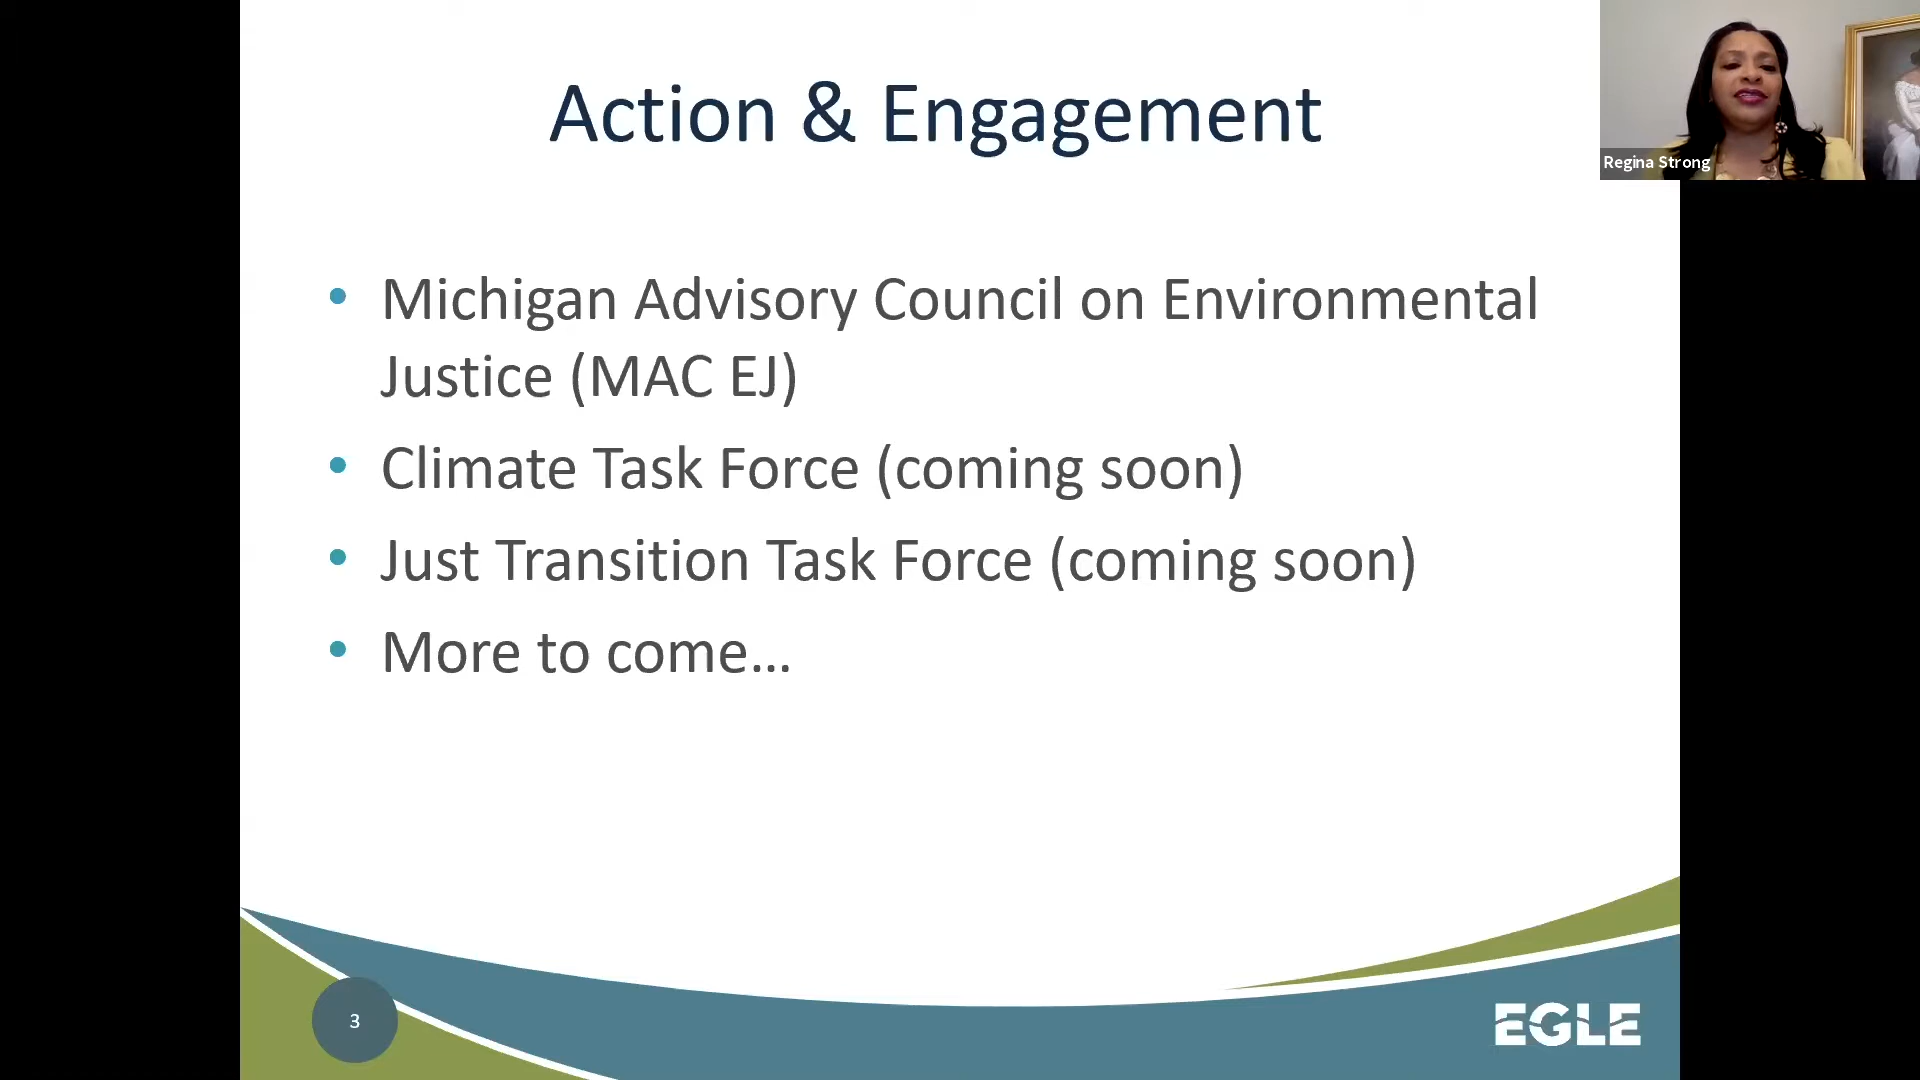 Action & Engagement
Regina Strong
• Michigan Advisory Council on Environmental
Justice (MAC EJ)
• Climate Task Force (coming soon)
• Just Transition Task Force (coming soon)
• More to come...
3
EGLE